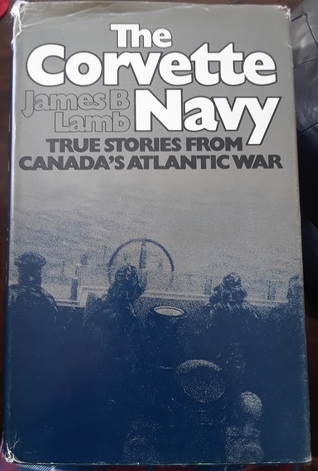 The
Corvette
James B
Lamb
Navy
TRUE STORIES FROM
CANADA'S ATLANTIC WAR